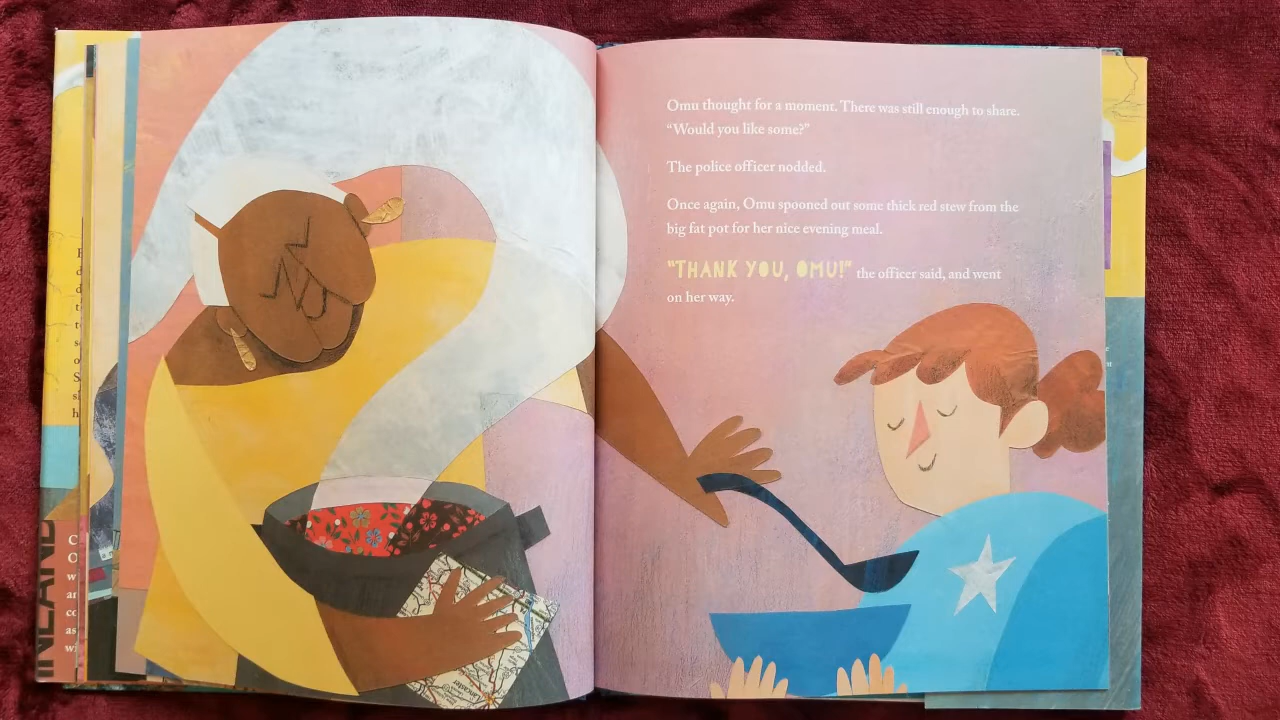 Omu thought for a moment. There was still enough to share.
“Would you like some?”
The police officer nodded.
Once again, Omu spooned out some thick red stew from the
big fat pot for her nice evening meal.
“THANK YOU, OMU!” the officer said, and went
on her way.